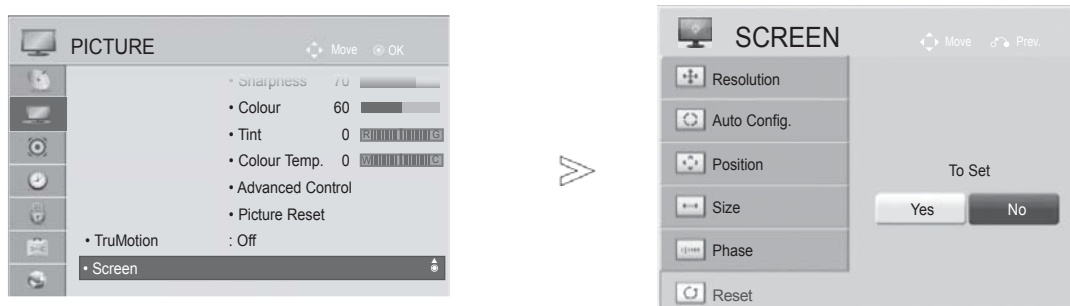 PICTURE
Move OK
• Sharpness 70
• Colour 60
• Tint 0 R G
• Colour Temp. 0 W C
• Advanced Control
• Picture Reset
• TruMotion : Off
• Screen
SCREEN
Move Prev.
Resolution
Auto Config.
Position
Size
Phase
Reset
To Set
Yes No